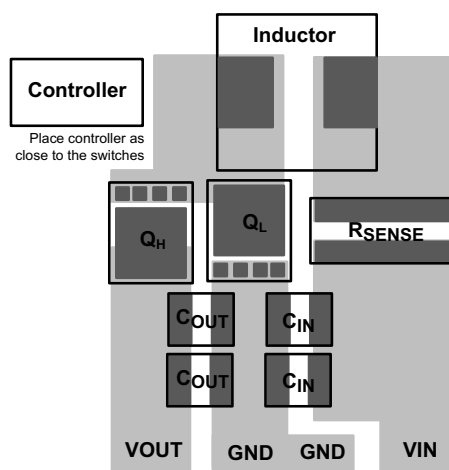 Inductor
Controller
Place controller as
close to the switches
QH
QL
RSENSE
COUT
CIN
COUT
CIN
VOUT
GND
GND
VIN